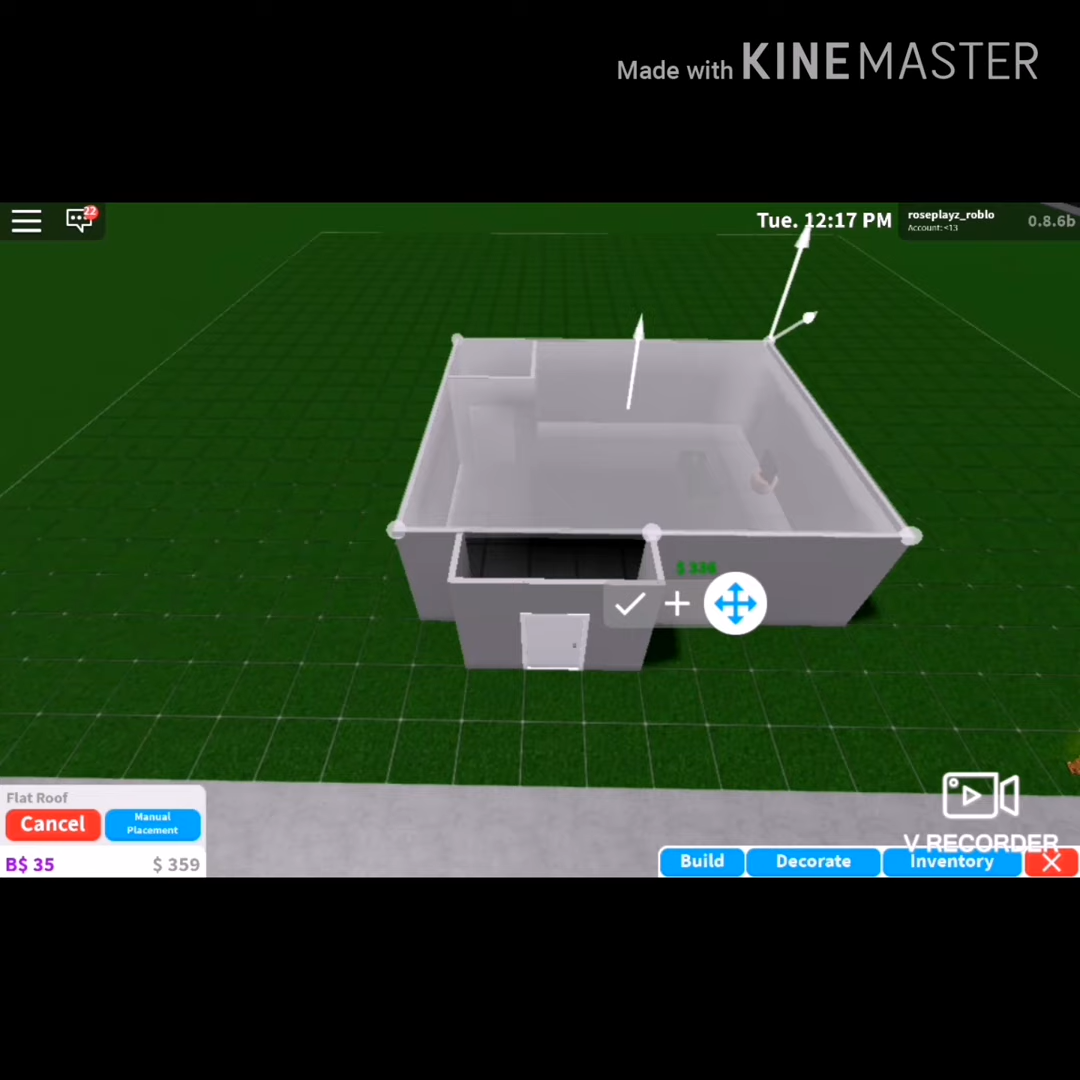 Made with KINEMASTER
22
Tue. 12:17 PM
roseplayz_roblo
Account: <13
0.8.6b
Flat Roof
Cancel
Manual
Placement
B$ 35
$ 359
V RECORDER
Build
Decorate
Inventory